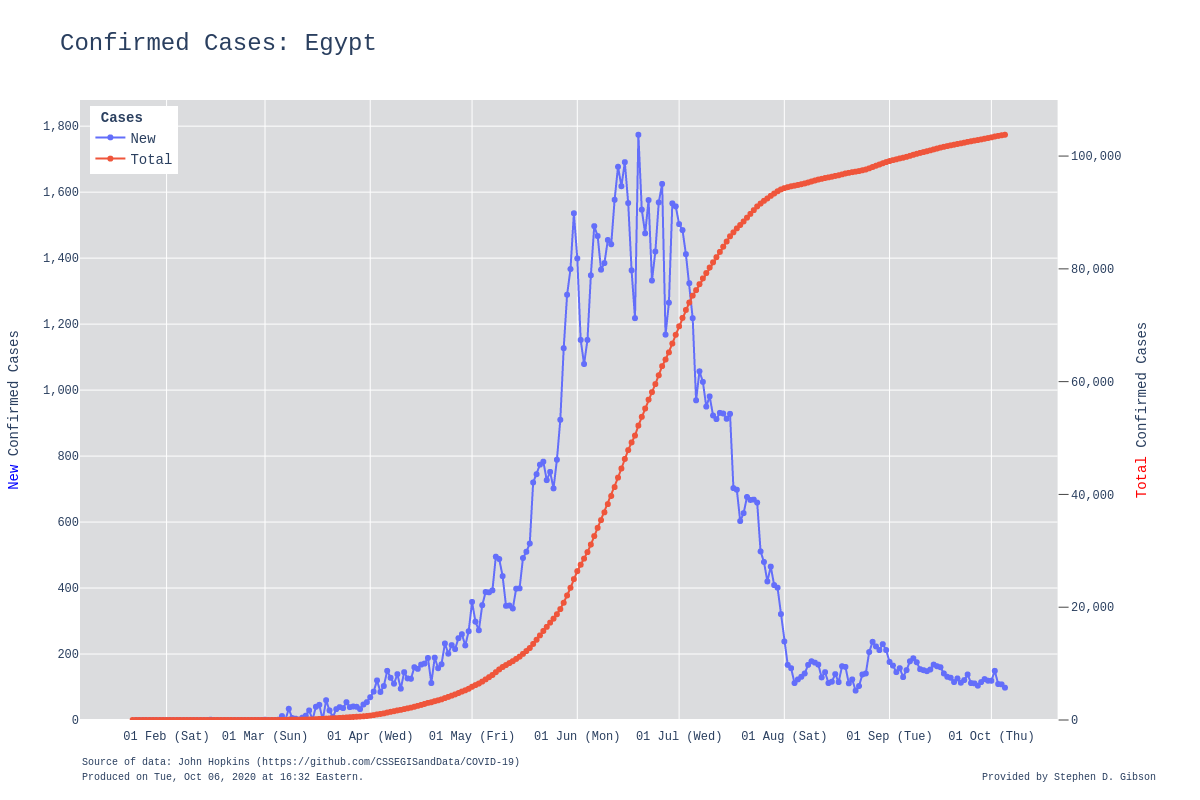 Confirmed Cases: Egypt
Cases
New
Total
1,800
1,600
1,400
1,200
1,000
800
600
400
200
0
100,000
80,000
60,000
40,000
20,000
0
New Confirmed Cases
Total Confirmed Cases
01 Feb (Sat) 01 Mar (Sun) 01 Apr (Wed) 01 May (Fri) 01 Jun (Mon) 01 Jul (Wed) 01 Aug (Sat) 01 Sep (Tue) 01 Oct (Thu)
Source of data: John Hopkins (https://github.com/CSSEGISandData/COVID-19)
Produced on Tue, Oct 06, 2020 at 16:32 Eastern.
Provided by Stephen D. Gibson